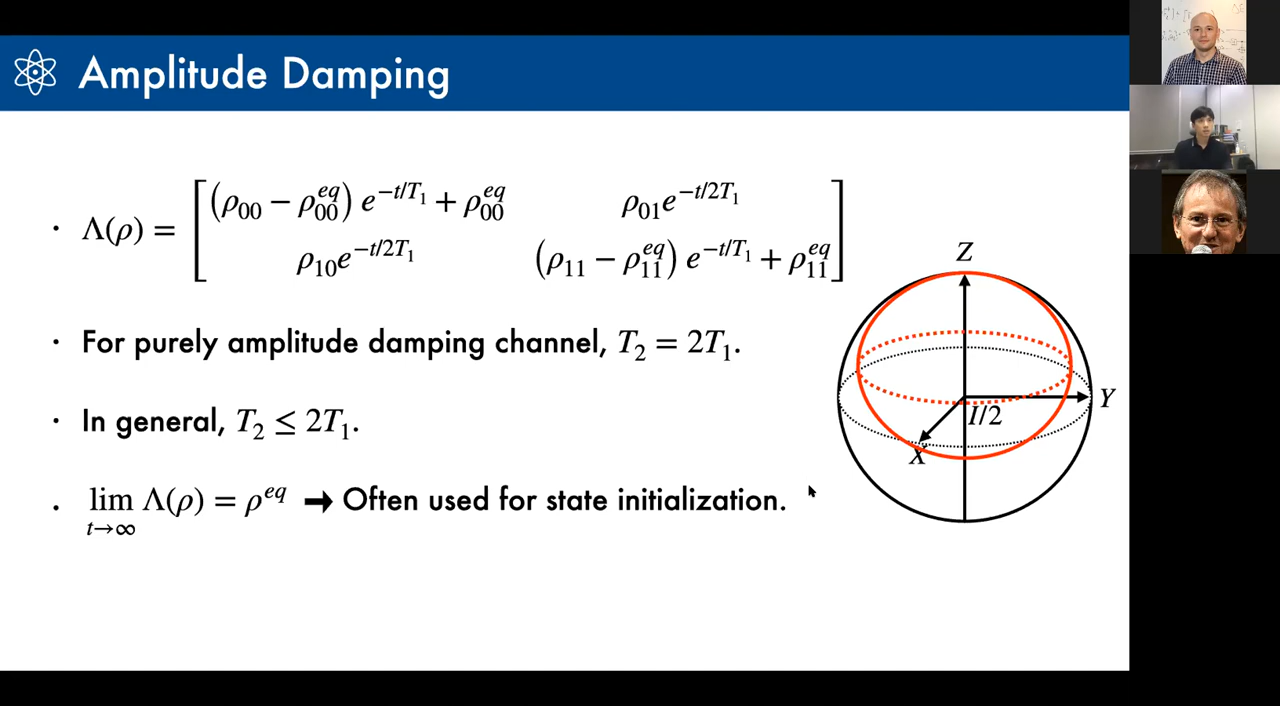 Amplitude Damping
· Λ(ρ) = [ (ρ₀₀ − ρ₀₀^{eq}) e^{−t/T₁} + ρ₀₀^{eq}    ρ₀₁e^{−t/2T₁}
ρ₁₀e^{−t/2T₁}    (ρ₁₁ − ρ₁₁^{eq}) e^{−t/T₁} + ρ₁₁^{eq} ]
· For purely amplitude damping channel, T₂ = 2T₁.
· In general, T₂ ≤ 2T₁.
· lim_{t→∞} Λ(ρ) = ρ^{eq} ➞ Often used for state initialization.
Z
Y
I/2
X